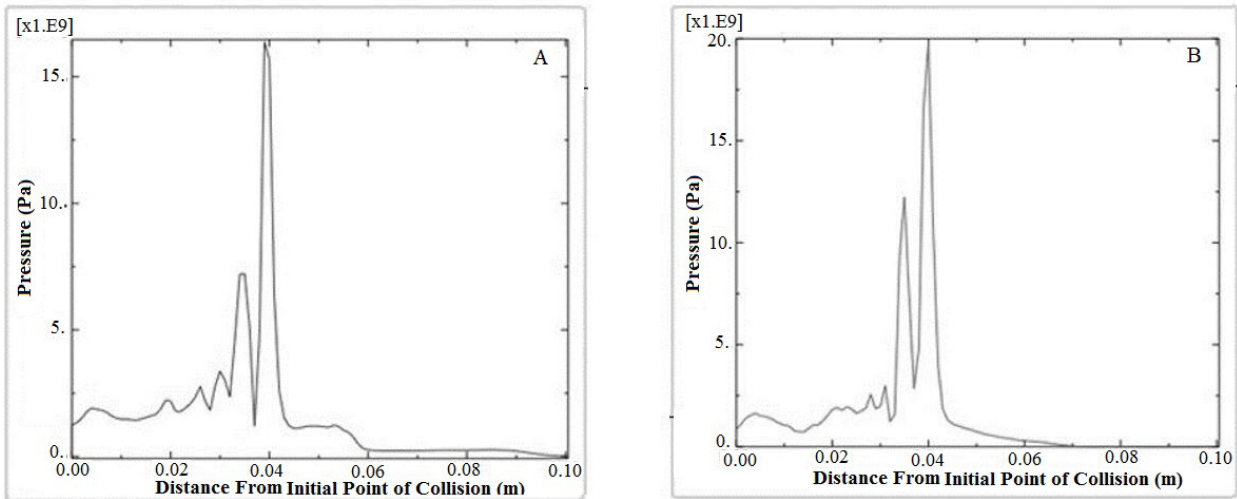 [x1.E9]
A
15.
10.
5.
0.
0.00 0.02 0.04 0.06 0.08 0.10
Pressure (Pa)
Distance From Initial Point of Collision (m)
[x1.E9]
B
20.
15.
10.
5.
0.
0.00 0.02 0.04 0.06 0.08 0.10
Pressure (Pa)
Distance From Initial Point of Collision (m)